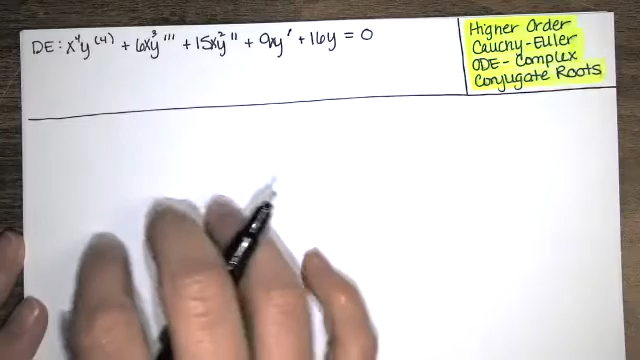 DE: x⁴y⁽⁴⁾ + 6x³y''' + 15x²y'' + 9xy' + 16y = 0
Higher Order
Cauchy-Euler
ODE - Complex
Conjugate Roots